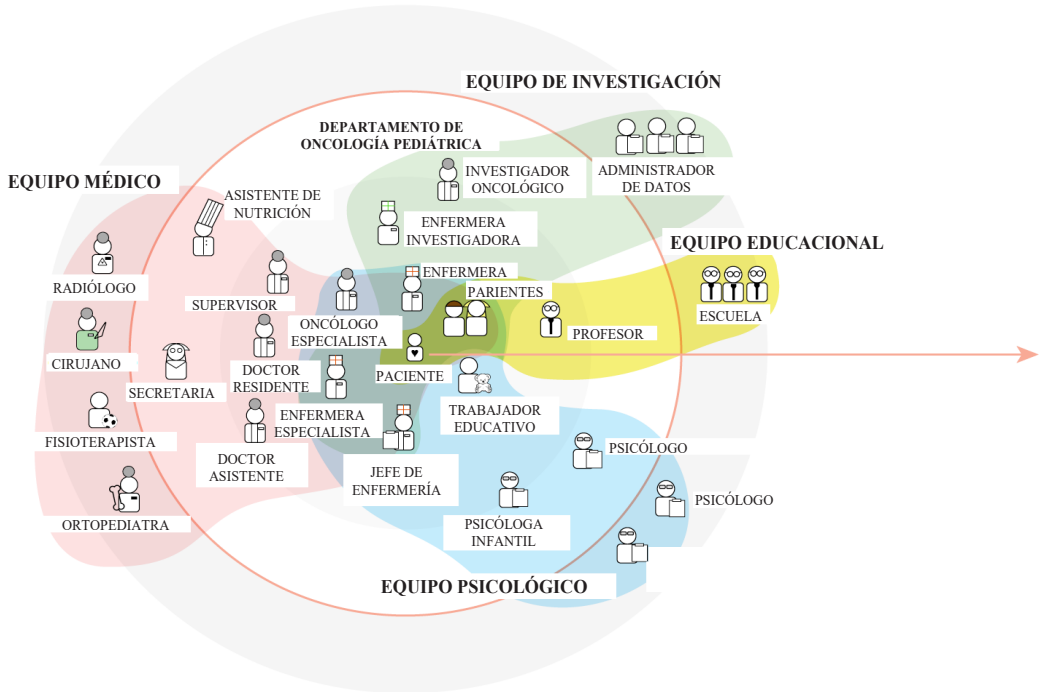 EQUIPO DE INVESTIGACIÓN
DEPARTAMENTO DE
ONCOLOGÍA PEDIÁTRICA
EQUIPO MÉDICO
INVESTIGADOR
ONCOLÓGICO
ADMINISTRADOR
DE DATOS
ASISTENTE DE
NUTRICIÓN
ENFERMERA
INVESTIGADORA
EQUIPO EDUCACIONAL
RADIÓLOGO
SUPERVISOR
ENFERMERA
PARIENTES
ONCÓLOGO
ESPECIALISTA
PROFESOR
ESCUELA
CIRUJANO
SECRETARIA
DOCTOR
RESIDENTE
PACIENTE
ENFERMERA
ESPECIALISTA
TRABAJADOR
EDUCATIVO
FISIOTERAPISTA
DOCTOR
ASISTENTE
JEFE DE
ENFERMERÍA
PSICÓLOGO
PSICÓLOGO
ORTOPEDIATRA
PSICÓLOGA
INFANTIL
EQUIPO PSICOLÓGICO